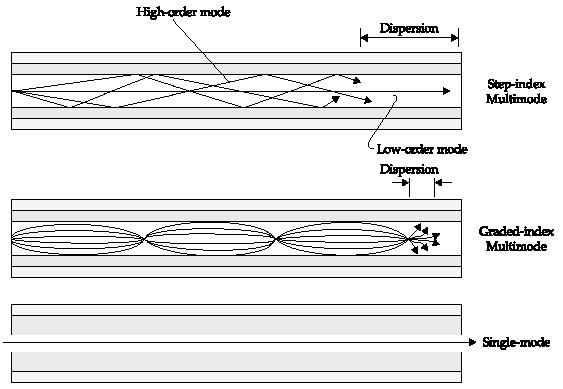 High-order mode
Dispersion
Step-index
Multimode
Low-order mode
Dispersion
Graded-index
Multimode
Single-mode